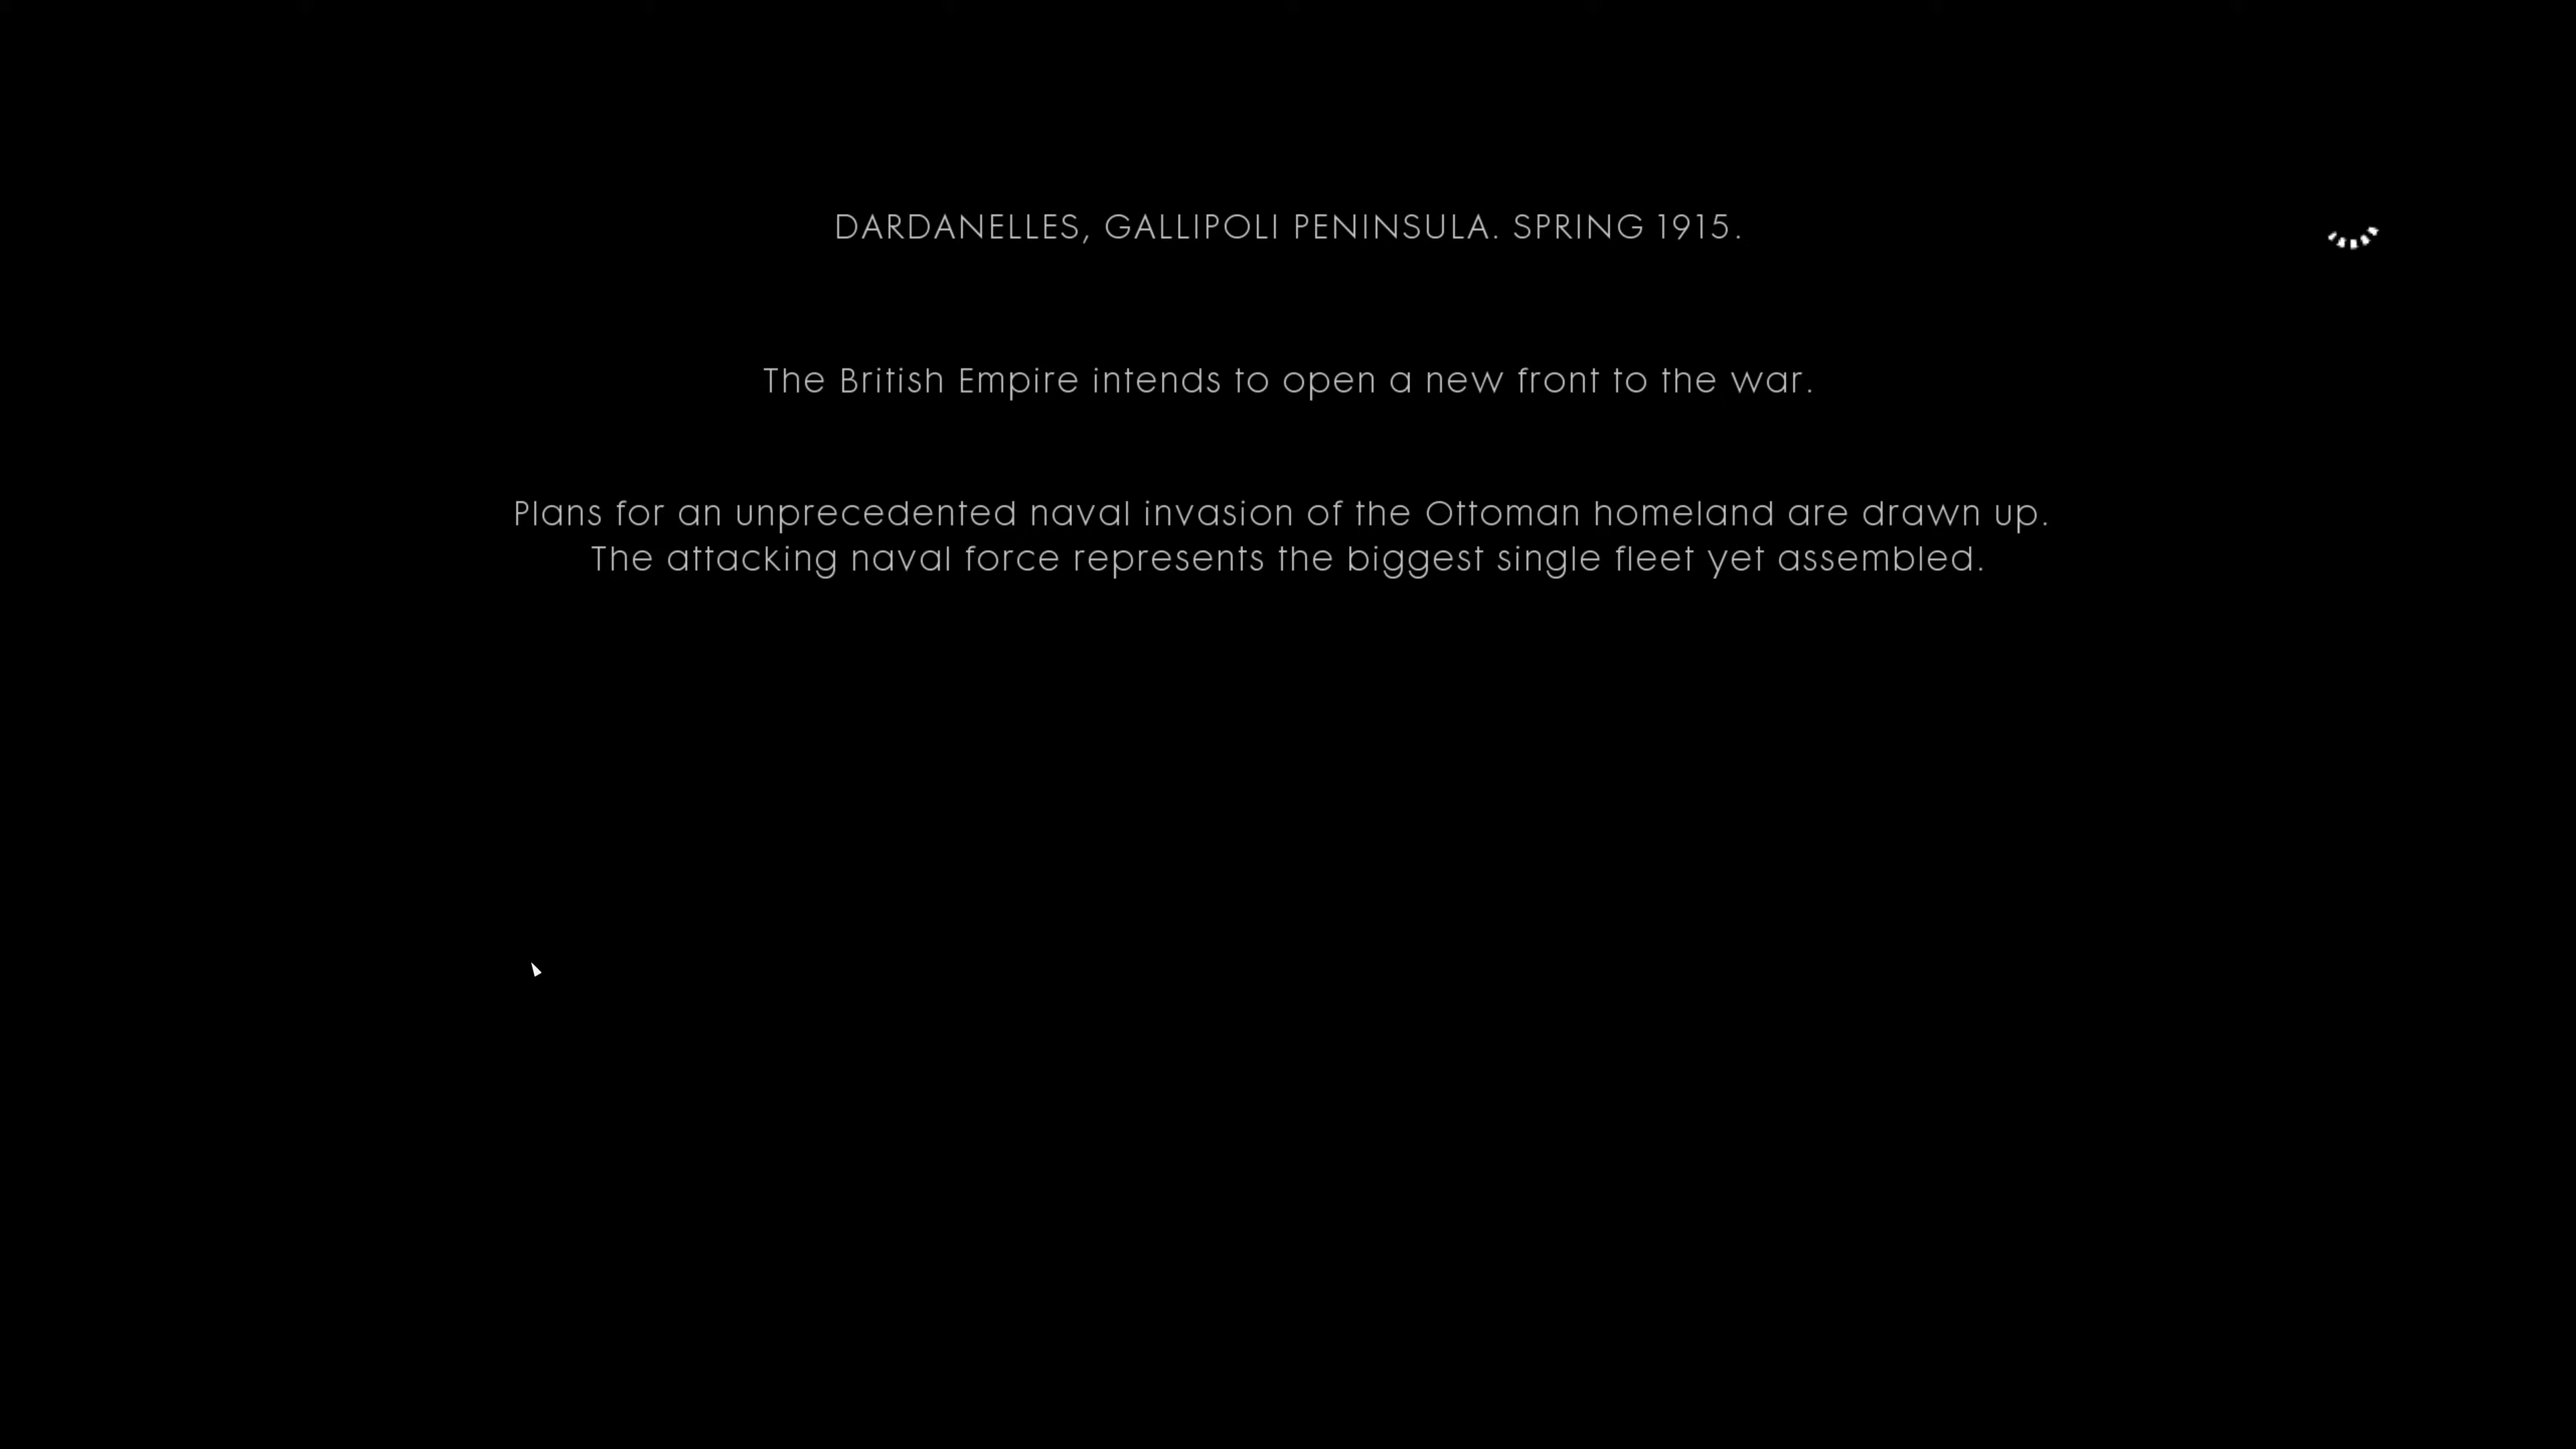 DARDANELLES, GALLIPOLI PENINSULA. SPRING 1915.
The British Empire intends to open a new front to the war.
Plans for an unprecedented naval invasion of the Ottoman homeland are drawn up.
The attacking naval force represents the biggest single fleet yet assembled.